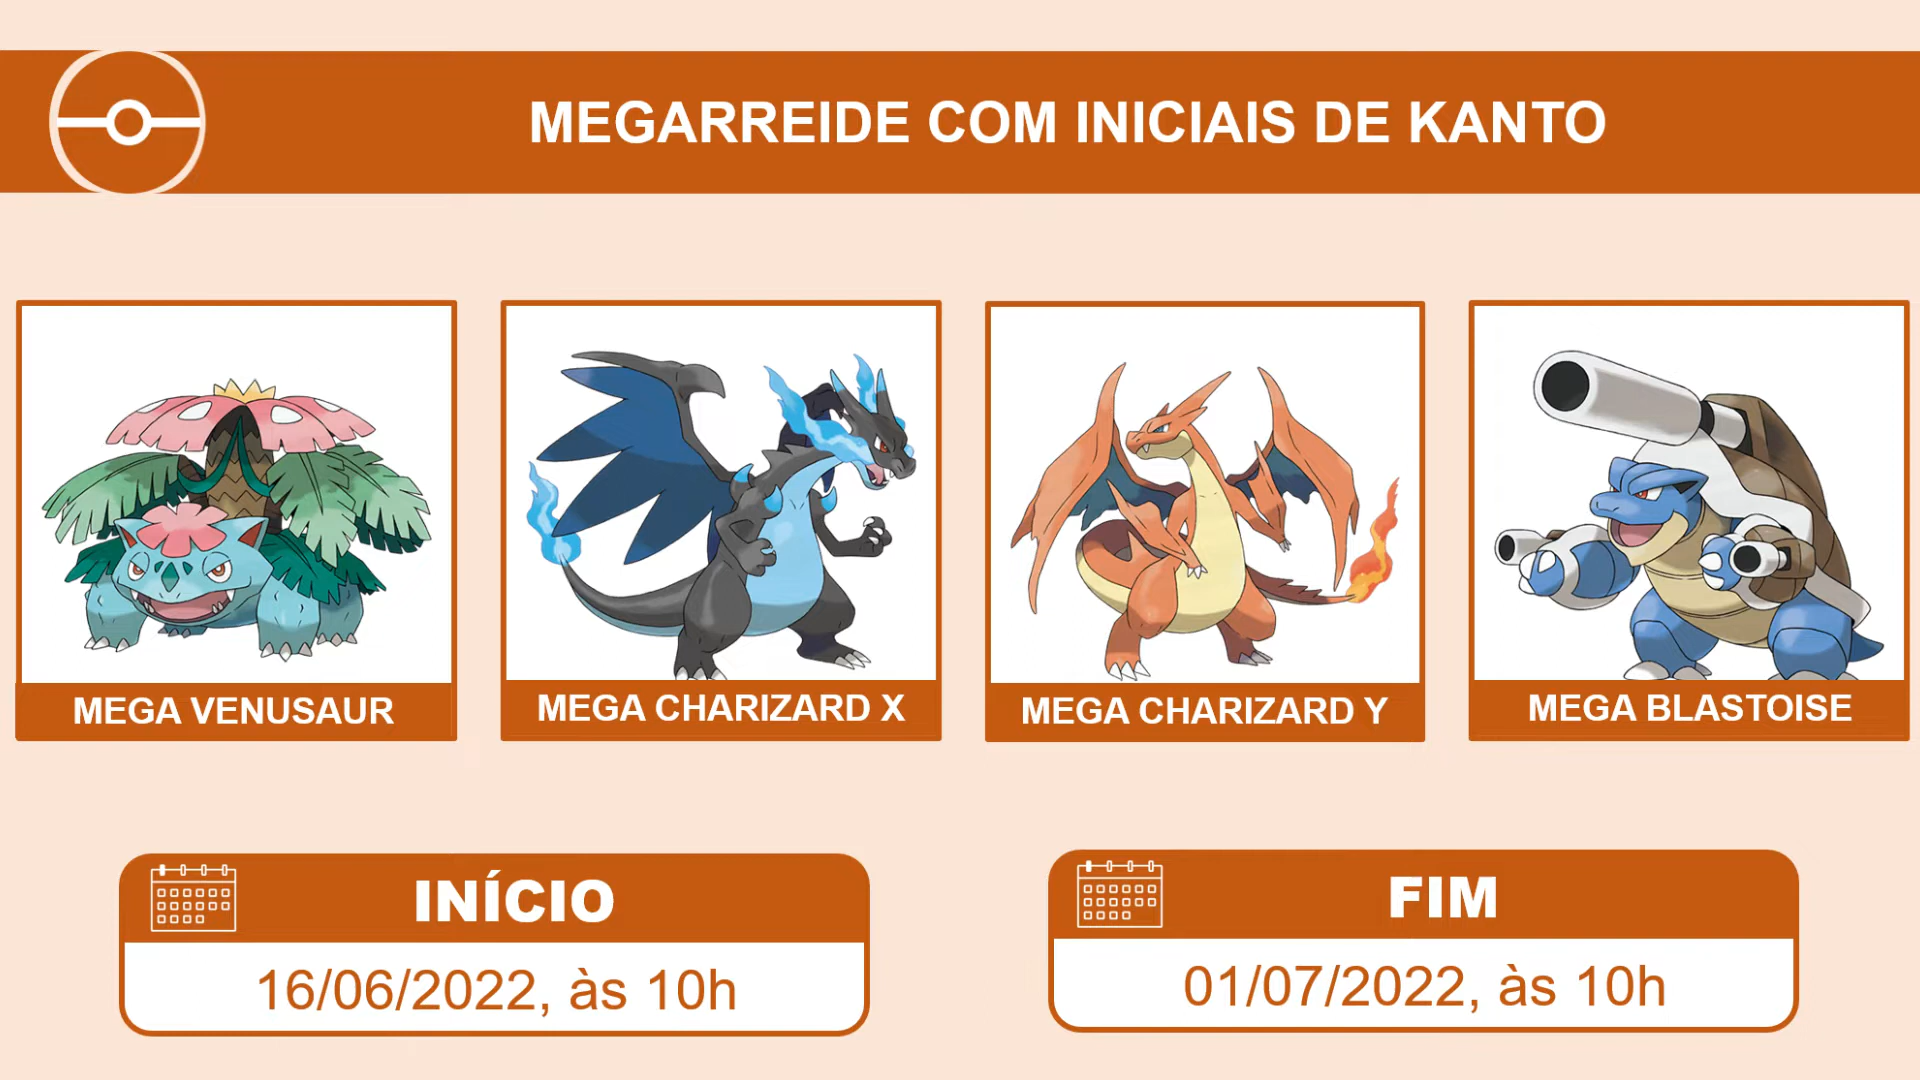 MEGARREIDE COM INICIAIS DE KANTO
MEGA VENUSAUR
MEGA CHARIZARD X
MEGA CHARIZARD Y
MEGA BLASTOISE
INÍCIO
16/06/2022, às 10h
FIM
01/07/2022, às 10h